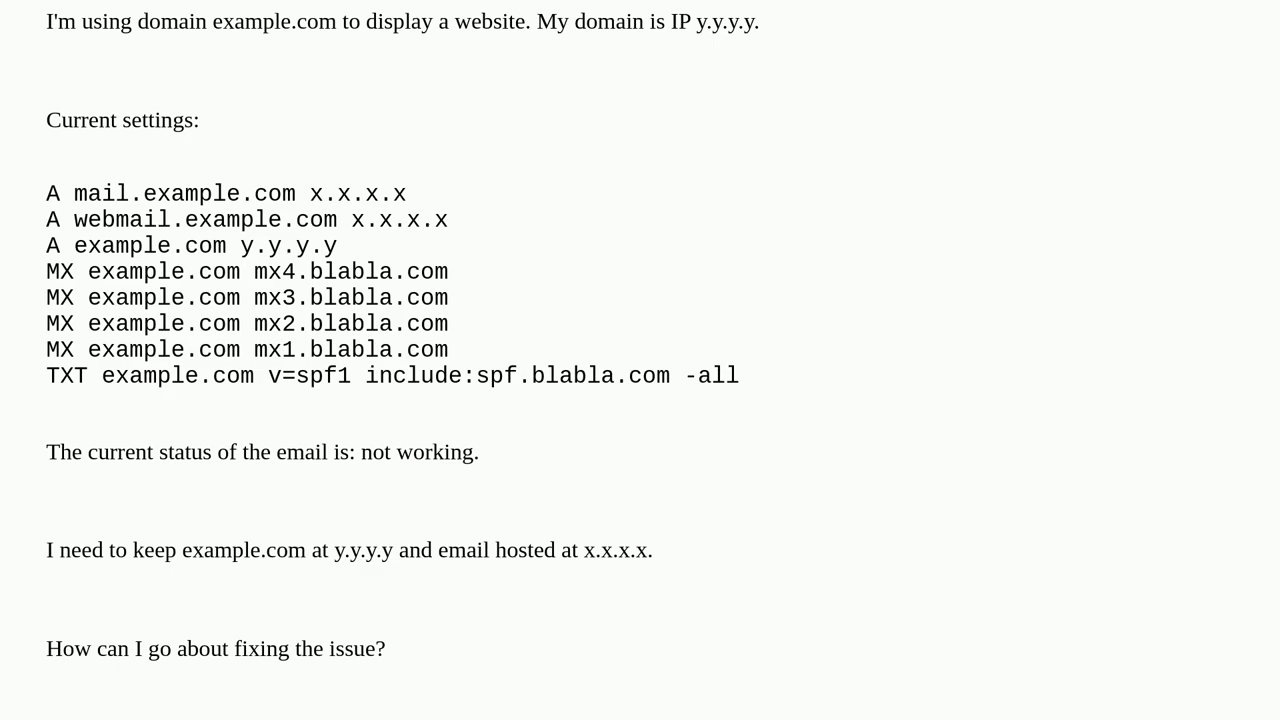 I'm using domain example.com to display a website. My domain is IP y.y.y.y.
Current settings:
A mail.example.com x.x.x.x
A webmail.example.com x.x.x.x
A example.com y.y.y.y
MX example.com mx4.blabla.com
MX example.com mx3.blabla.com
MX example.com mx2.blabla.com
MX example.com mx1.blabla.com
TXT example.com v=spf1 include:spf.blabla.com -all
The current status of the email is: not working.
I need to keep example.com at y.y.y.y and email hosted at x.x.x.x.
How can I go about fixing the issue?